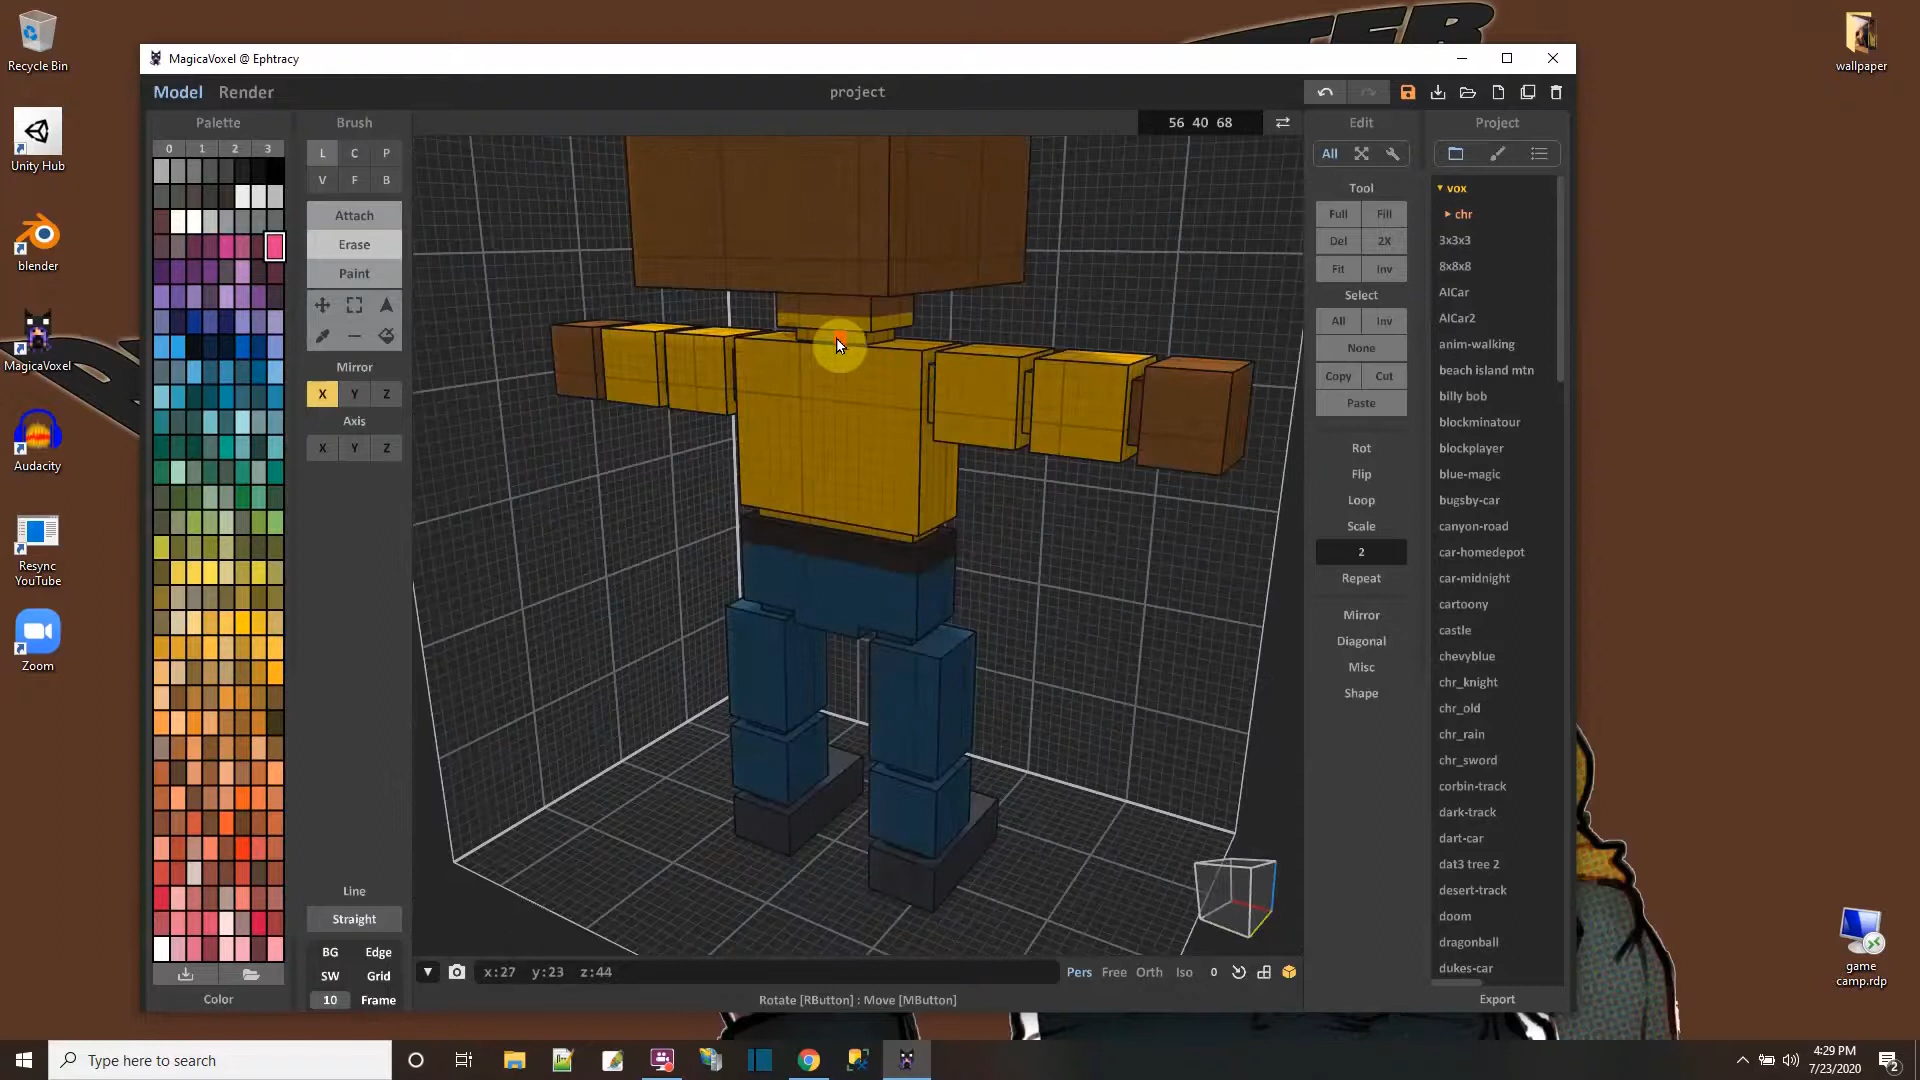 Recycle Bin
Unity Hub
blender
MagicaVoxel
Audacity
Resync
YouTube
Zoom
wallpaper
game
camp.rdp
MagicaVoxel @ Ephtracy
Model Render
project
Palette
0 1 2 3
Color
Brush
L C P
V F B
Attach
Erase
Paint
Mirror
X Y Z
Axis
X Y Z
Line
Straight
BG Edge
SW Grid
10 Frame
56 40 68
x:27 y:23 z:44
Pers Free Orth Iso 0
Rotate [RButton] : Move [MButton]
Edit
All
Tool
Full Fill
Del 2X
Fit Inv
Select
All Inv
None
Copy Cut
Paste
Rot
Flip
Loop
Scale
2
Repeat
Mirror
Diagonal
Misc
Shape
Project
vox
chr
3x3x3
8x8x8
AICar
AICar2
anim-walking
beach island mtn
billy bob
blockminatour
blockplayer
blue-magic
bugsby-car
canyon-road
car-homedepot
car-midnight
cartoony
castle
chevyblue
chr_knight
chr_old
chr_rain
chr_sword
corbin-track
dark-track
dart-car
dat3 tree 2
desert-track
doom
dragonball
dukes-car
Export
Type here to search
4:29 PM
7/23/2020
2